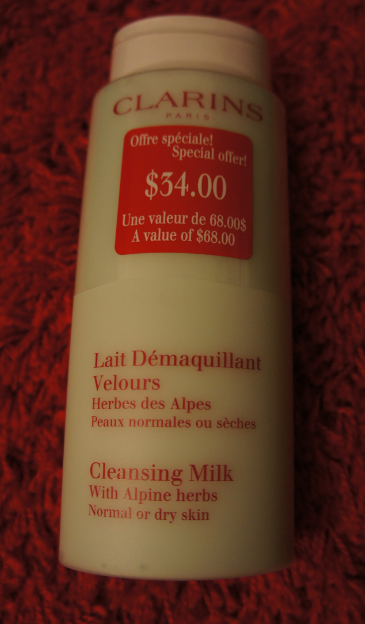 CLARINS
PARIS
Offre spéciale!
Special offer!
$34.00
Une valeur de 68.00$
A value of $68.00
Lait Démaquillant
Velours
Herbes des Alpes
Peaux normales ou sèches
Cleansing Milk
With Alpine herbs
Normal or dry skin